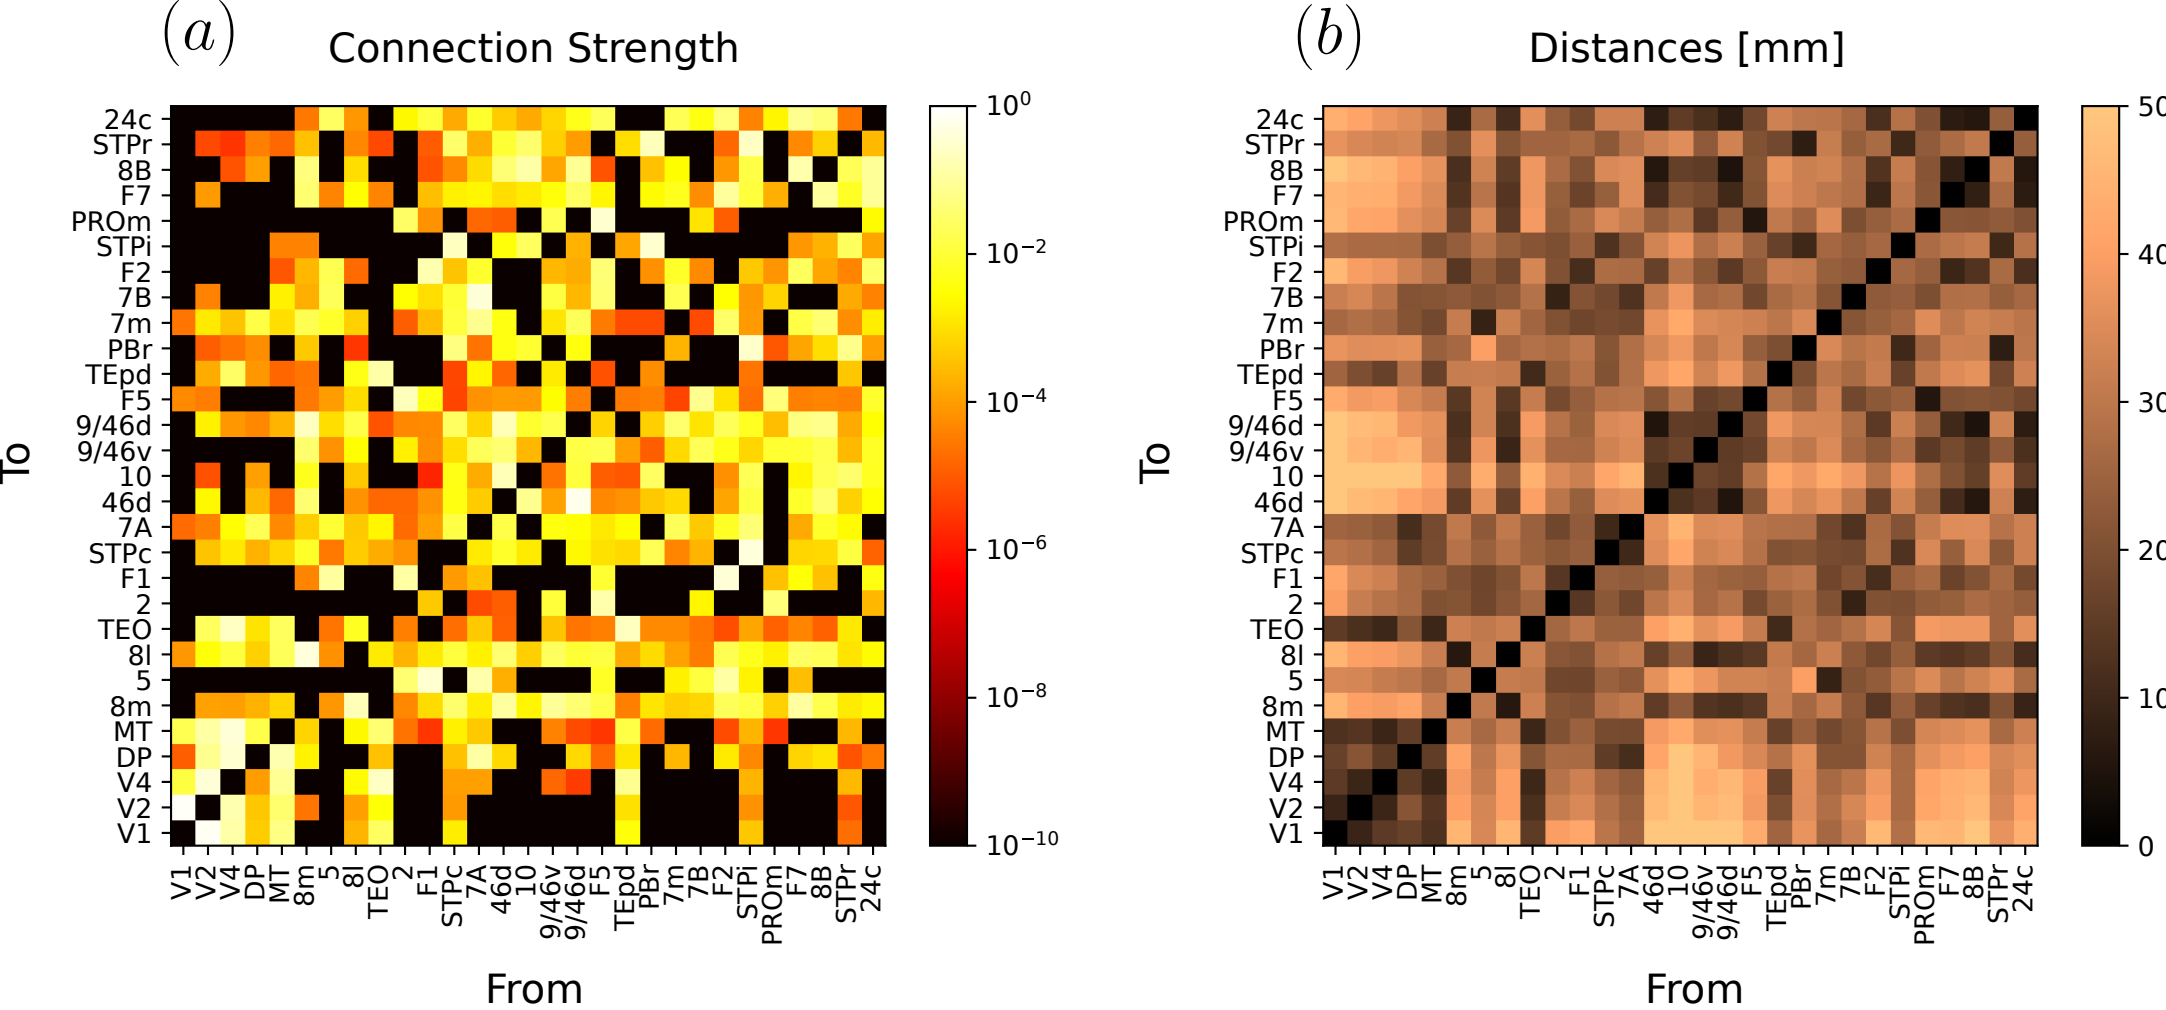 (a)
Connection Strength
To
24c
STPr
8B
F7
PROm
STPi
F2
7B
7m
PBr
TEpd
F5
9/46d
9/46v
10
46d
7A
STPc
F1
2
TEO
8l
5
8m
MT
DP
V4
V2
V1
V1
V2
V4
DP
MT
8m
5
8l
TEO
2
F1
STPc
7A
46d
10
9/46v
9/46d
F5
TEpd
PBr
7m
7B
F2
STPi
PROm
F7
8B
STPr
24c
From
10⁰
10⁻²
10⁻⁴
10⁻⁶
10⁻⁸
10⁻¹⁰
(b)
Distances [mm]
To
24c
STPr
8B
F7
PROm
STPi
F2
7B
7m
PBr
TEpd
F5
9/46d
9/46v
10
46d
7A
STPc
F1
2
TEO
8l
5
8m
MT
DP
V4
V2
V1
V1
V2
V4
DP
MT
8m
5
8l
TEO
2
F1
STPc
7A
46d
10
9/46v
9/46d
F5
TEpd
PBr
7m
7B
F2
STPi
PROm
F7
8B
STPr
24c
From
50
40
30
20
10
0